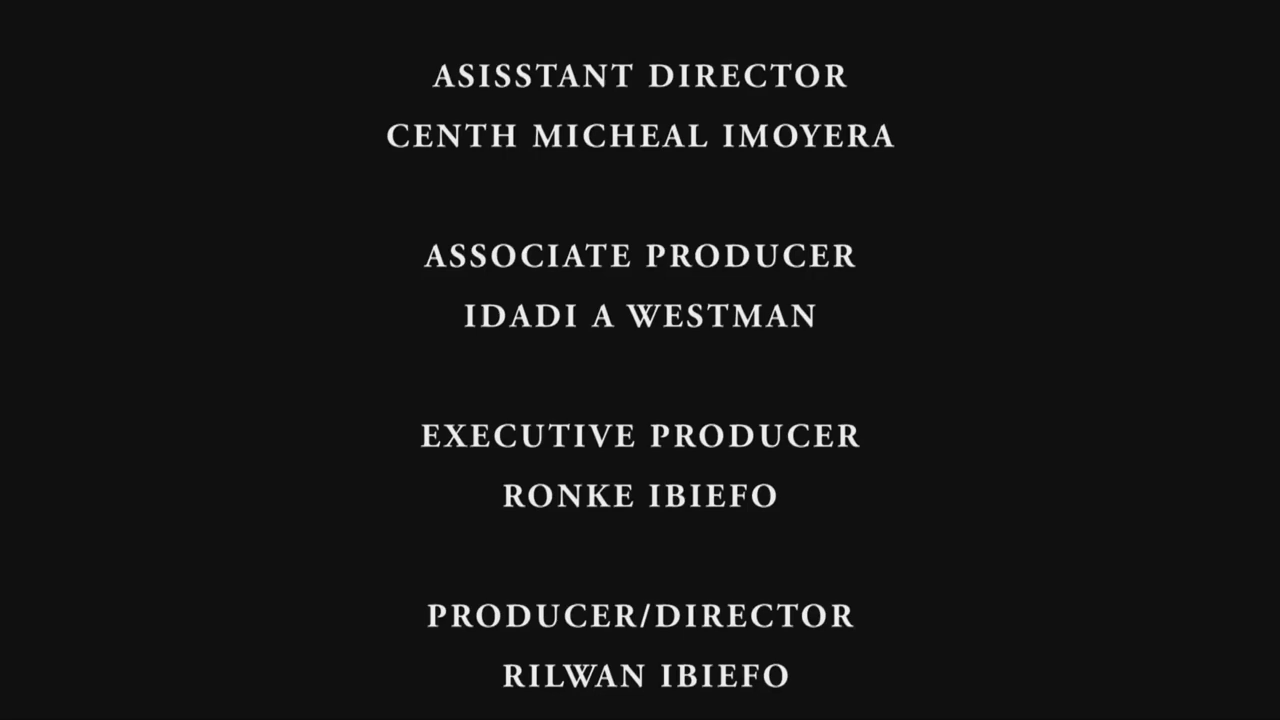 ASISSTANT DIRECTOR
CENTH MICHEAL IMOYERA
ASSOCIATE PRODUCER
IDADI A WESTMAN
EXECUTIVE PRODUCER
RONKE IBIEFO
PRODUCER/DIRECTOR
RILWAN IBIEFO